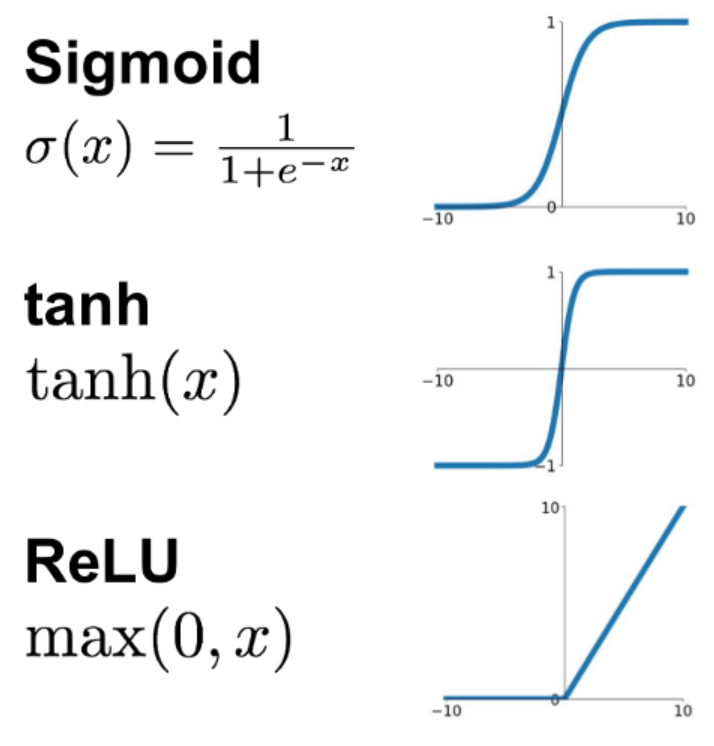 Sigmoid
σ(x) = 1/(1+e^{−x})
1
0
−10
10
tanh
tanh(x)
1
−10
10
−1
ReLU
max(0, x)
10
0
−10
10